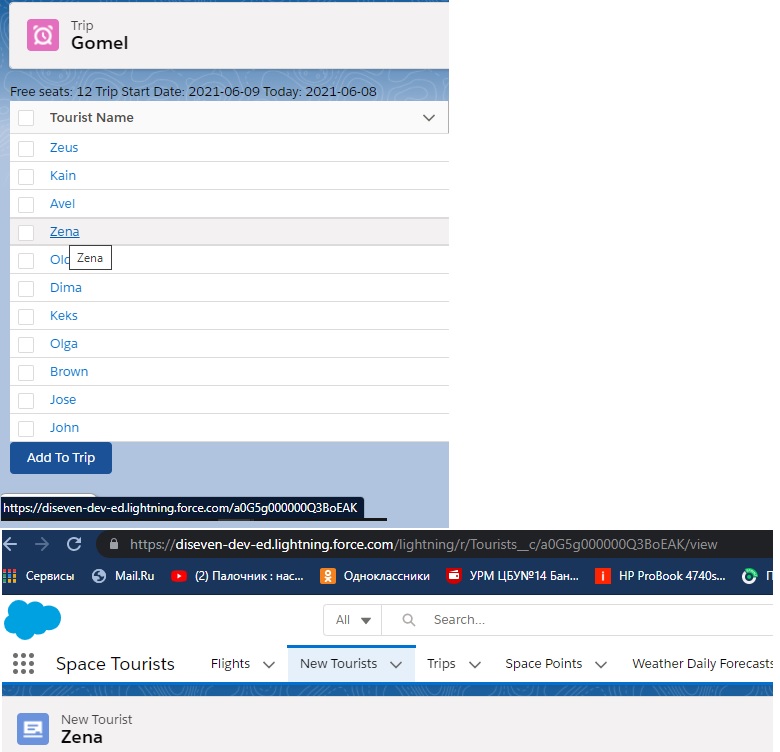 Trip
Gomel
Free seats: 12 Trip Start Date: 2021-06-09 Today: 2021-06-08
Tourist Name
Zeus
Kain
Avel
Zena
Zena
Dima
Keks
Olga
Brown
Jose
John
Add To Trip
https://diseven-dev-ed.lightning.force.com/a0G5g000000Q3BoEAK
https://diseven-dev-ed.lightning.force.com/lightning/r/Tourists__c/a0G5g000000Q3BoEAK/view
Сервисы Mail.Ru (2) Палочник : нас... Одноклассники УРМ ЦБУ№14 Бан... HP ProBook 4740s...
All Search...
Space Tourists Flights New Tourists Trips Space Points Weather Daily Forecasts
New Tourist
Zena